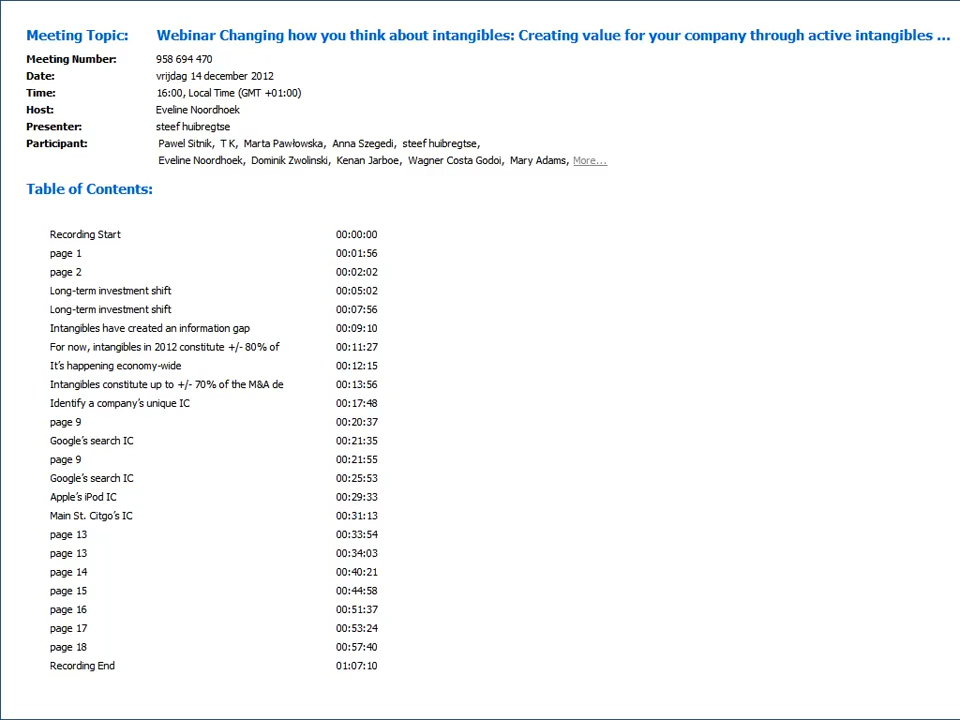 Meeting Topic: Webinar Changing how you think about intangibles: Creating value for your company through active intangibles ...
Meeting Number: 958 694 470
Date: vrijdag 14 december 2012
Time: 16:00, Local Time (GMT +01:00)
Host: Eveline Noordhoek
Presenter: steef huibregtse
Participant: Pawel Sitnik, T K, Marta Pawłowska, Anna Szegedi, steef huibregtse,
Eveline Noordhoek, Dominik Zwolinski, Kenan Jarboe, Wagner Costa Godoi, Mary Adams, More...
Table of Contents:
Recording Start 00:00:00
page 1 00:01:56
page 2 00:02:02
Long-term investment shift 00:05:02
Long-term investment shift 00:07:56
Intangibles have created an information gap 00:09:10
For now, intangibles in 2012 constitute +/- 80% of 00:11:27
It's happening economy-wide 00:12:15
Intangibles constitute up to +/- 70% of the M&A de 00:13:56
Identify a company's unique IC 00:17:48
page 9 00:20:37
Google's search IC 00:21:35
page 9 00:21:55
Google's search IC 00:25:53
Apple's iPod IC 00:29:33
Main St. Citgo's IC 00:31:13
page 13 00:33:54
page 13 00:34:03
page 14 00:40:21
page 15 00:44:58
page 16 00:51:37
page 17 00:53:24
page 18 00:57:40
Recording End 01:07:10